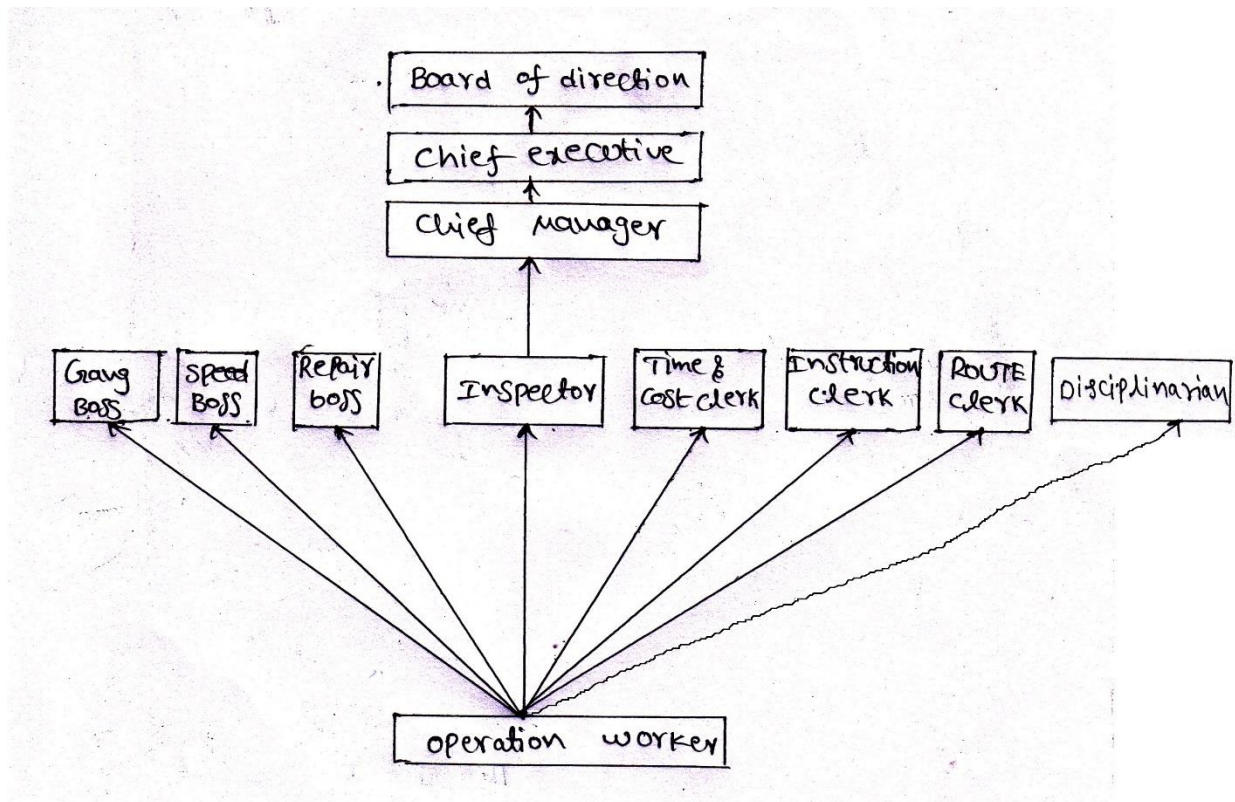 Board of direction
Chief executive
Chief Manager
Gang
Boss
Speed
Boss
Repair
boss
Inspector
Time &
Cost clerk
Instruction
clerk
ROUTE
clerk
Disciplinarian
operation worker